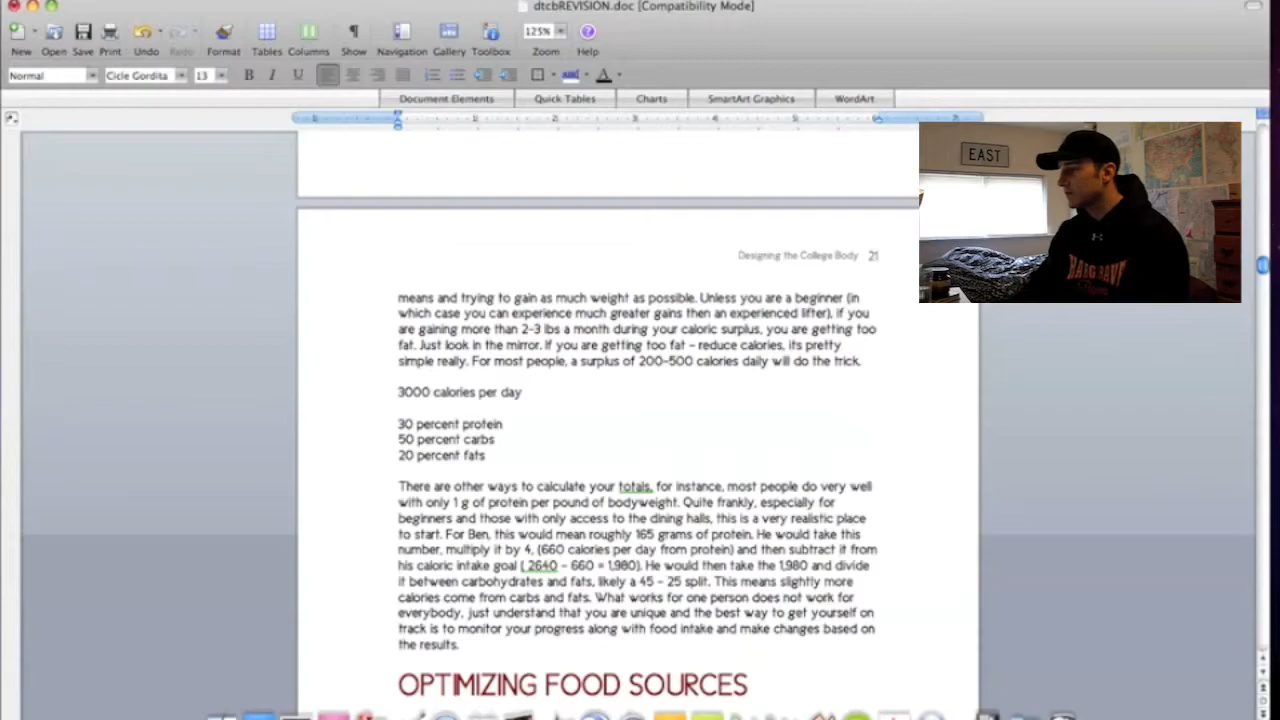 dtcbREVISION.doc [Compatibility Mode]
125%
New Open Save Print Undo Redo Format Tables Columns Show Navigation Gallery Toolbox Zoom Help
Normal Cicle Gordita 13 B I U
Document Elements Quick Tables Charts SmartArt Graphics WordArt
EAST
HARGRAVE
Designing the College Body 21
means and trying to gain as much weight as possible. Unless you are a beginner (in
which case you can experience much greater gains then an experienced lifter), if you
are gaining more than 2-3 lbs a month during your caloric surplus, you are getting too
fat. Just look in the mirror. If you are getting too fat - reduce calories, its pretty
simple really. For most people, a surplus of 200-500 calories daily will do the trick.
3000 calories per day
30 percent protein
50 percent carbs
20 percent fats
There are other ways to calculate your totals, for instance, most people do very well
with only 1 g of protein per pound of bodyweight. Quite frankly, especially for
beginners and those with only access to the dining halls, this is a very realistic place
to start. For Ben, this would mean roughly 165 grams of protein. He would take this
number, multiply it by 4, (660 calories per day from protein) and then subtract it from
his caloric intake goal ( 2640 - 660 = 1,980). He would then take the 1,980 and divide
it between carbohydrates and fats, likely a 45 - 25 split. This means slightly more
calories come from carbs and fats. What works for one person does not work for
everybody, just understand that you are unique and the best way to get yourself on
track is to monitor your progress along with food intake and make changes based on
the results.
OPTIMIZING FOOD SOURCES